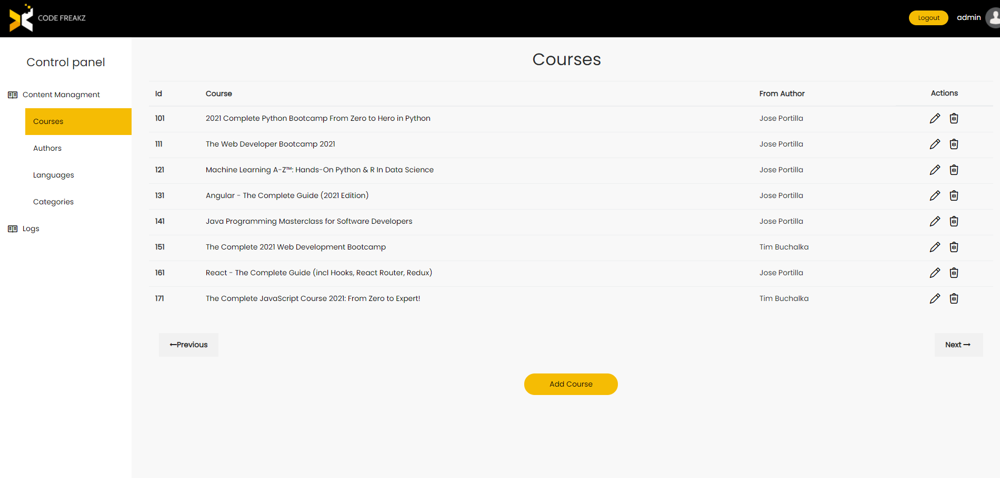 CODE FREAKZ
Logout admin
Control panel
Content Managment
Courses
Authors
Languages
Categories
Logs
Courses
Id Course From Author Actions
101 2021 Complete Python Bootcamp From Zero to Hero in Python Jose Portilla
111 The Web Developer Bootcamp 2021 Jose Portilla
121 Machine Learning A-Z™: Hands-On Python & R In Data Science Jose Portilla
131 Angular - The Complete Guide (2021 Edition) Jose Portilla
141 Java Programming Masterclass for Software Developers Jose Portilla
151 The Complete 2021 Web Development Bootcamp Tim Buchalka
161 React - The Complete Guide (incl Hooks, React Router, Redux) Jose Portilla
171 The Complete JavaScript Course 2021: From Zero to Expert! Tim Buchalka
←Previous Next →
Add Course